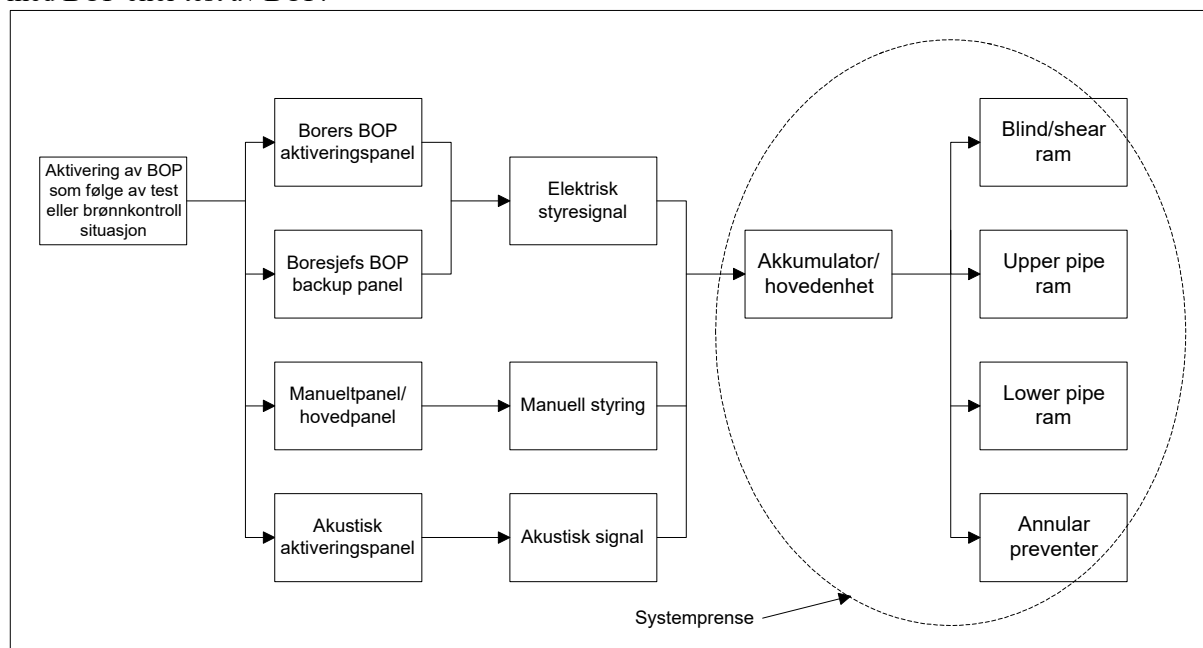 Borers BOP
aktiveringspanel
Blind/shear
ram
Aktivering av BOP
som følge av test
eller brønnkontroll
situasjon
Elektrisk
styresignal
Boresjefs BOP
backup panel
Akkumulator/
hovedenhet
Upper pipe
ram
Manueltpanel/
hovedpanel
Manuell styring
Lower pipe
ram
Akustisk
aktiveringspanel
Akustisk signal
Annular
preventer
Systemprense